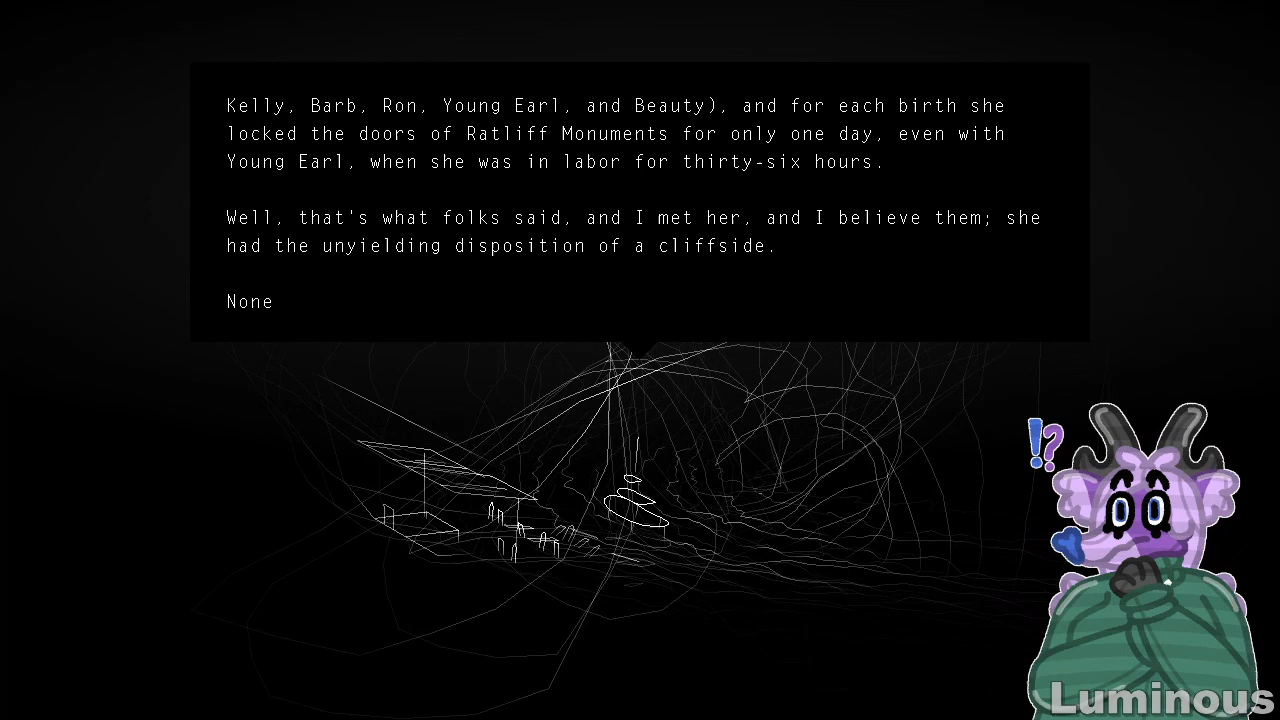 Kelly, Barb, Ron, Young Earl, and Beauty), and for each birth she
locked the doors of Ratliff Monuments for only one day, even with
Young Earl, when she was in labor for thirty-six hours.
Well, that's what folks said, and I met her, and I believe them; she
had the unyielding disposition of a cliffside.
None
!?
Luminous